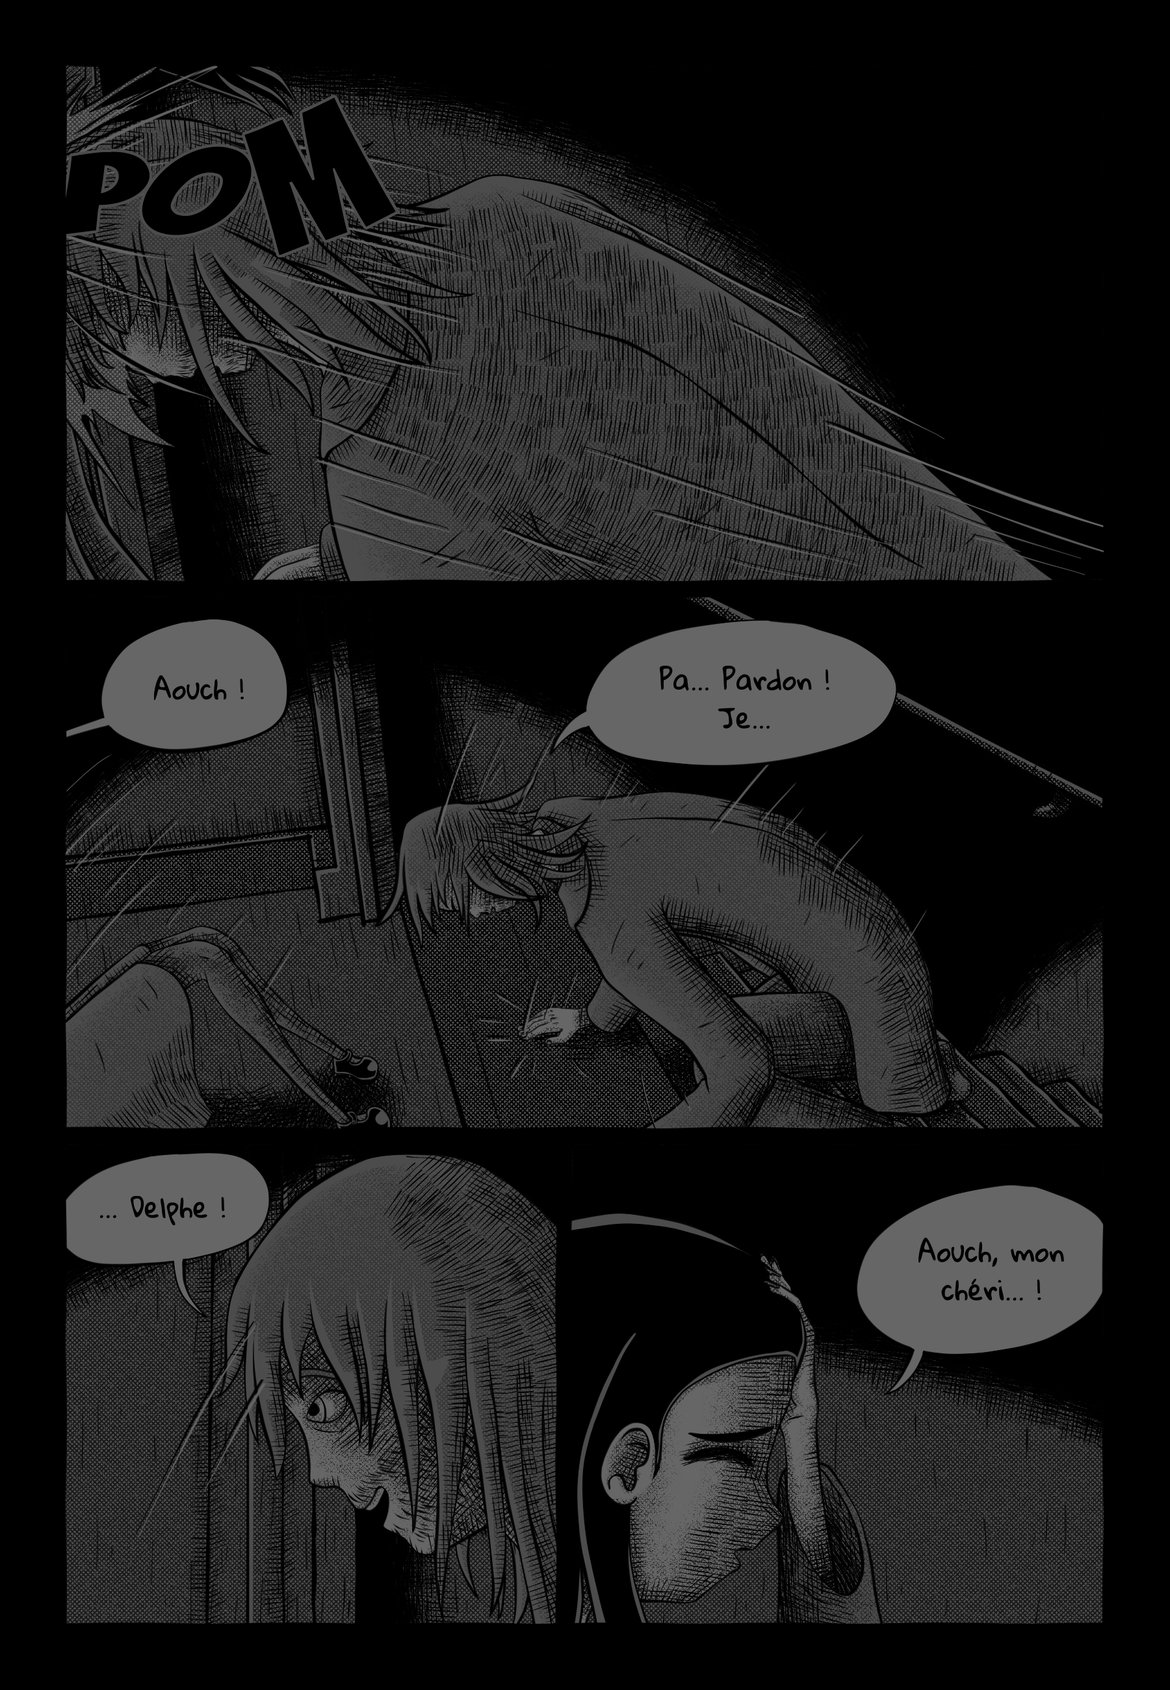 POM
Aouch !
Pa... Pardon !
Je...
... Delphe !
Aouch, mon
chéri... !